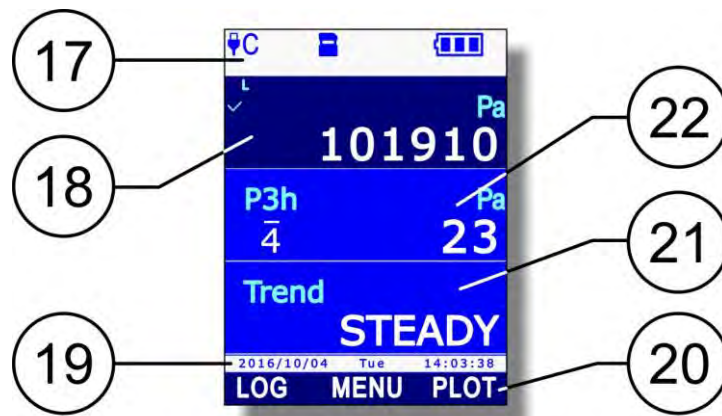 C
17
L
Pa
101910
22
18
P3h
Pa
4
23
21
Trend
STEADY
19
2016/10/04 Tue 14:03:38
20
LOG MENU PLOT